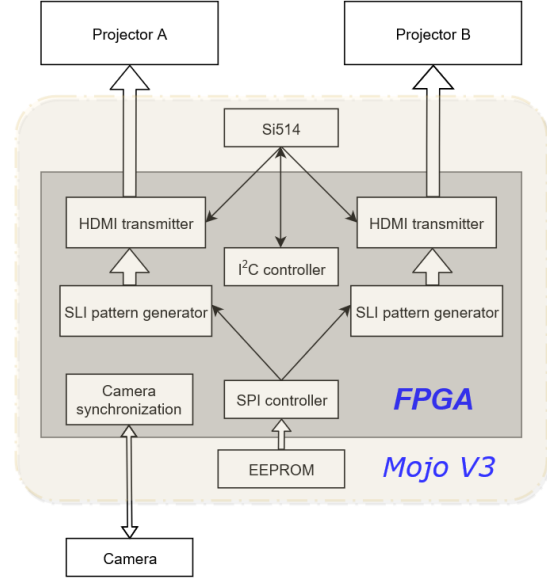 Projector A
Projector B
Si514
HDMI transmitter
HDMI transmitter
I²C controller
SLI pattern generator
SLI pattern generator
Camera
synchronization
SPI controller
FPGA
EEPROM
Mojo V3
Camera